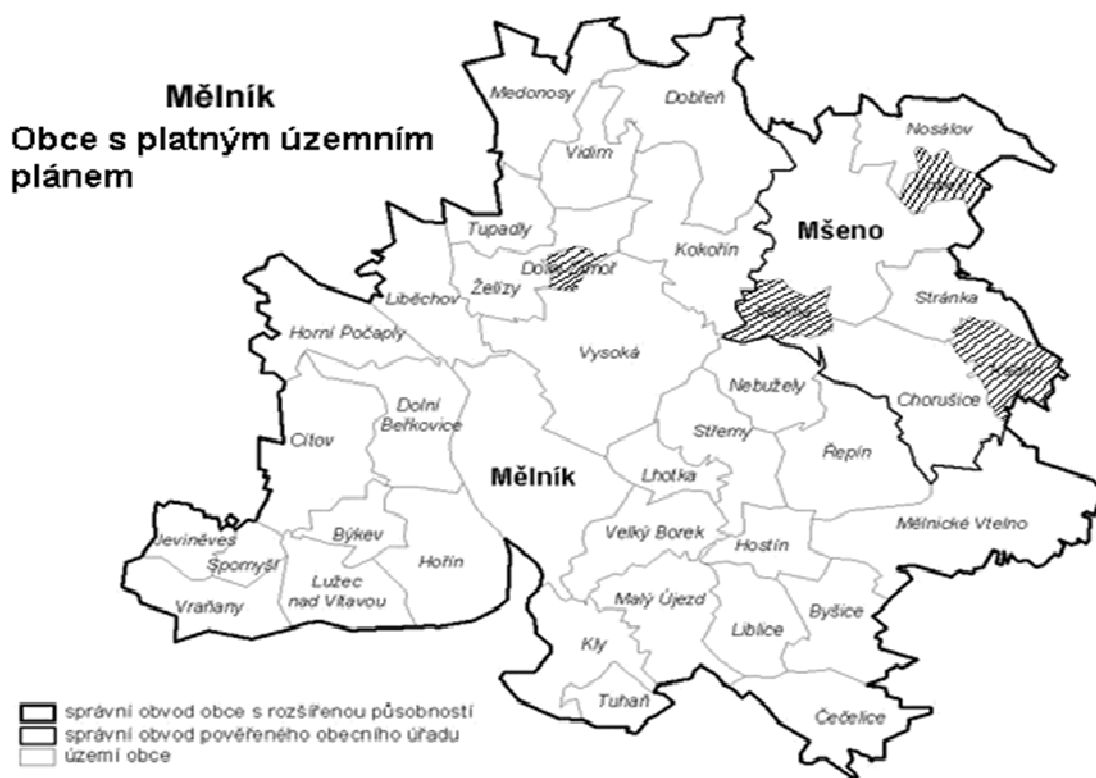 Mělník
Obce s platným územním
plánem
Medonosy
Dobřeň
Nosálov
Vidim
Tupadly
Mšeno
Kokořín
Želízy
Liběchov
Stránka
Horní Počaply
Vysoká
Nebužely
Chorušice
Dolní
Beřkovice
Cítov
Střemy
Řepín
Mělník
Lhotka
Mělnické Vtelno
Velký Borek
Hostín
Jeviněves
Býkev
Spomyšl
Hořín
Lužec
nad Vltavou
Vraňany
Malý Újezd
Byšice
Liblice
Kly
Tuhaň
Čečelice
správní obvod obce s rozšířenou působností
správní obvod pověřeného obecního úřadu
území obce